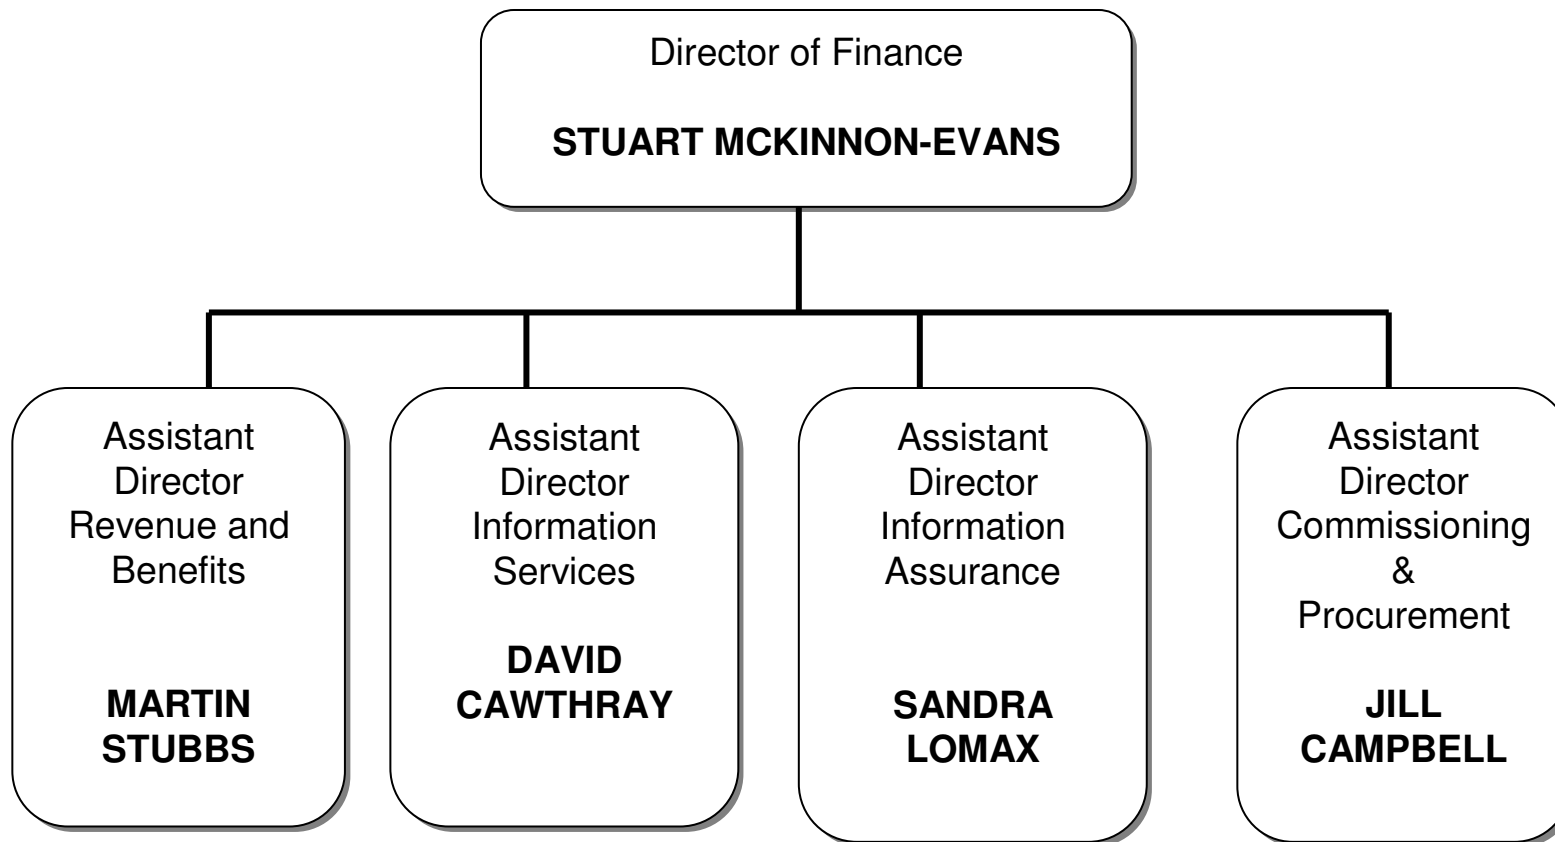 Director of Finance
STUART MCKINNON-EVANS
Assistant
Director
Revenue and
Benefits
MARTIN
STUBBS
Assistant
Director
Information
Services
DAVID
CAWTHRAY
Assistant
Director
Information
Assurance
SANDRA
LOMAX
Assistant
Director
Commissioning
&
Procurement
JILL
CAMPBELL